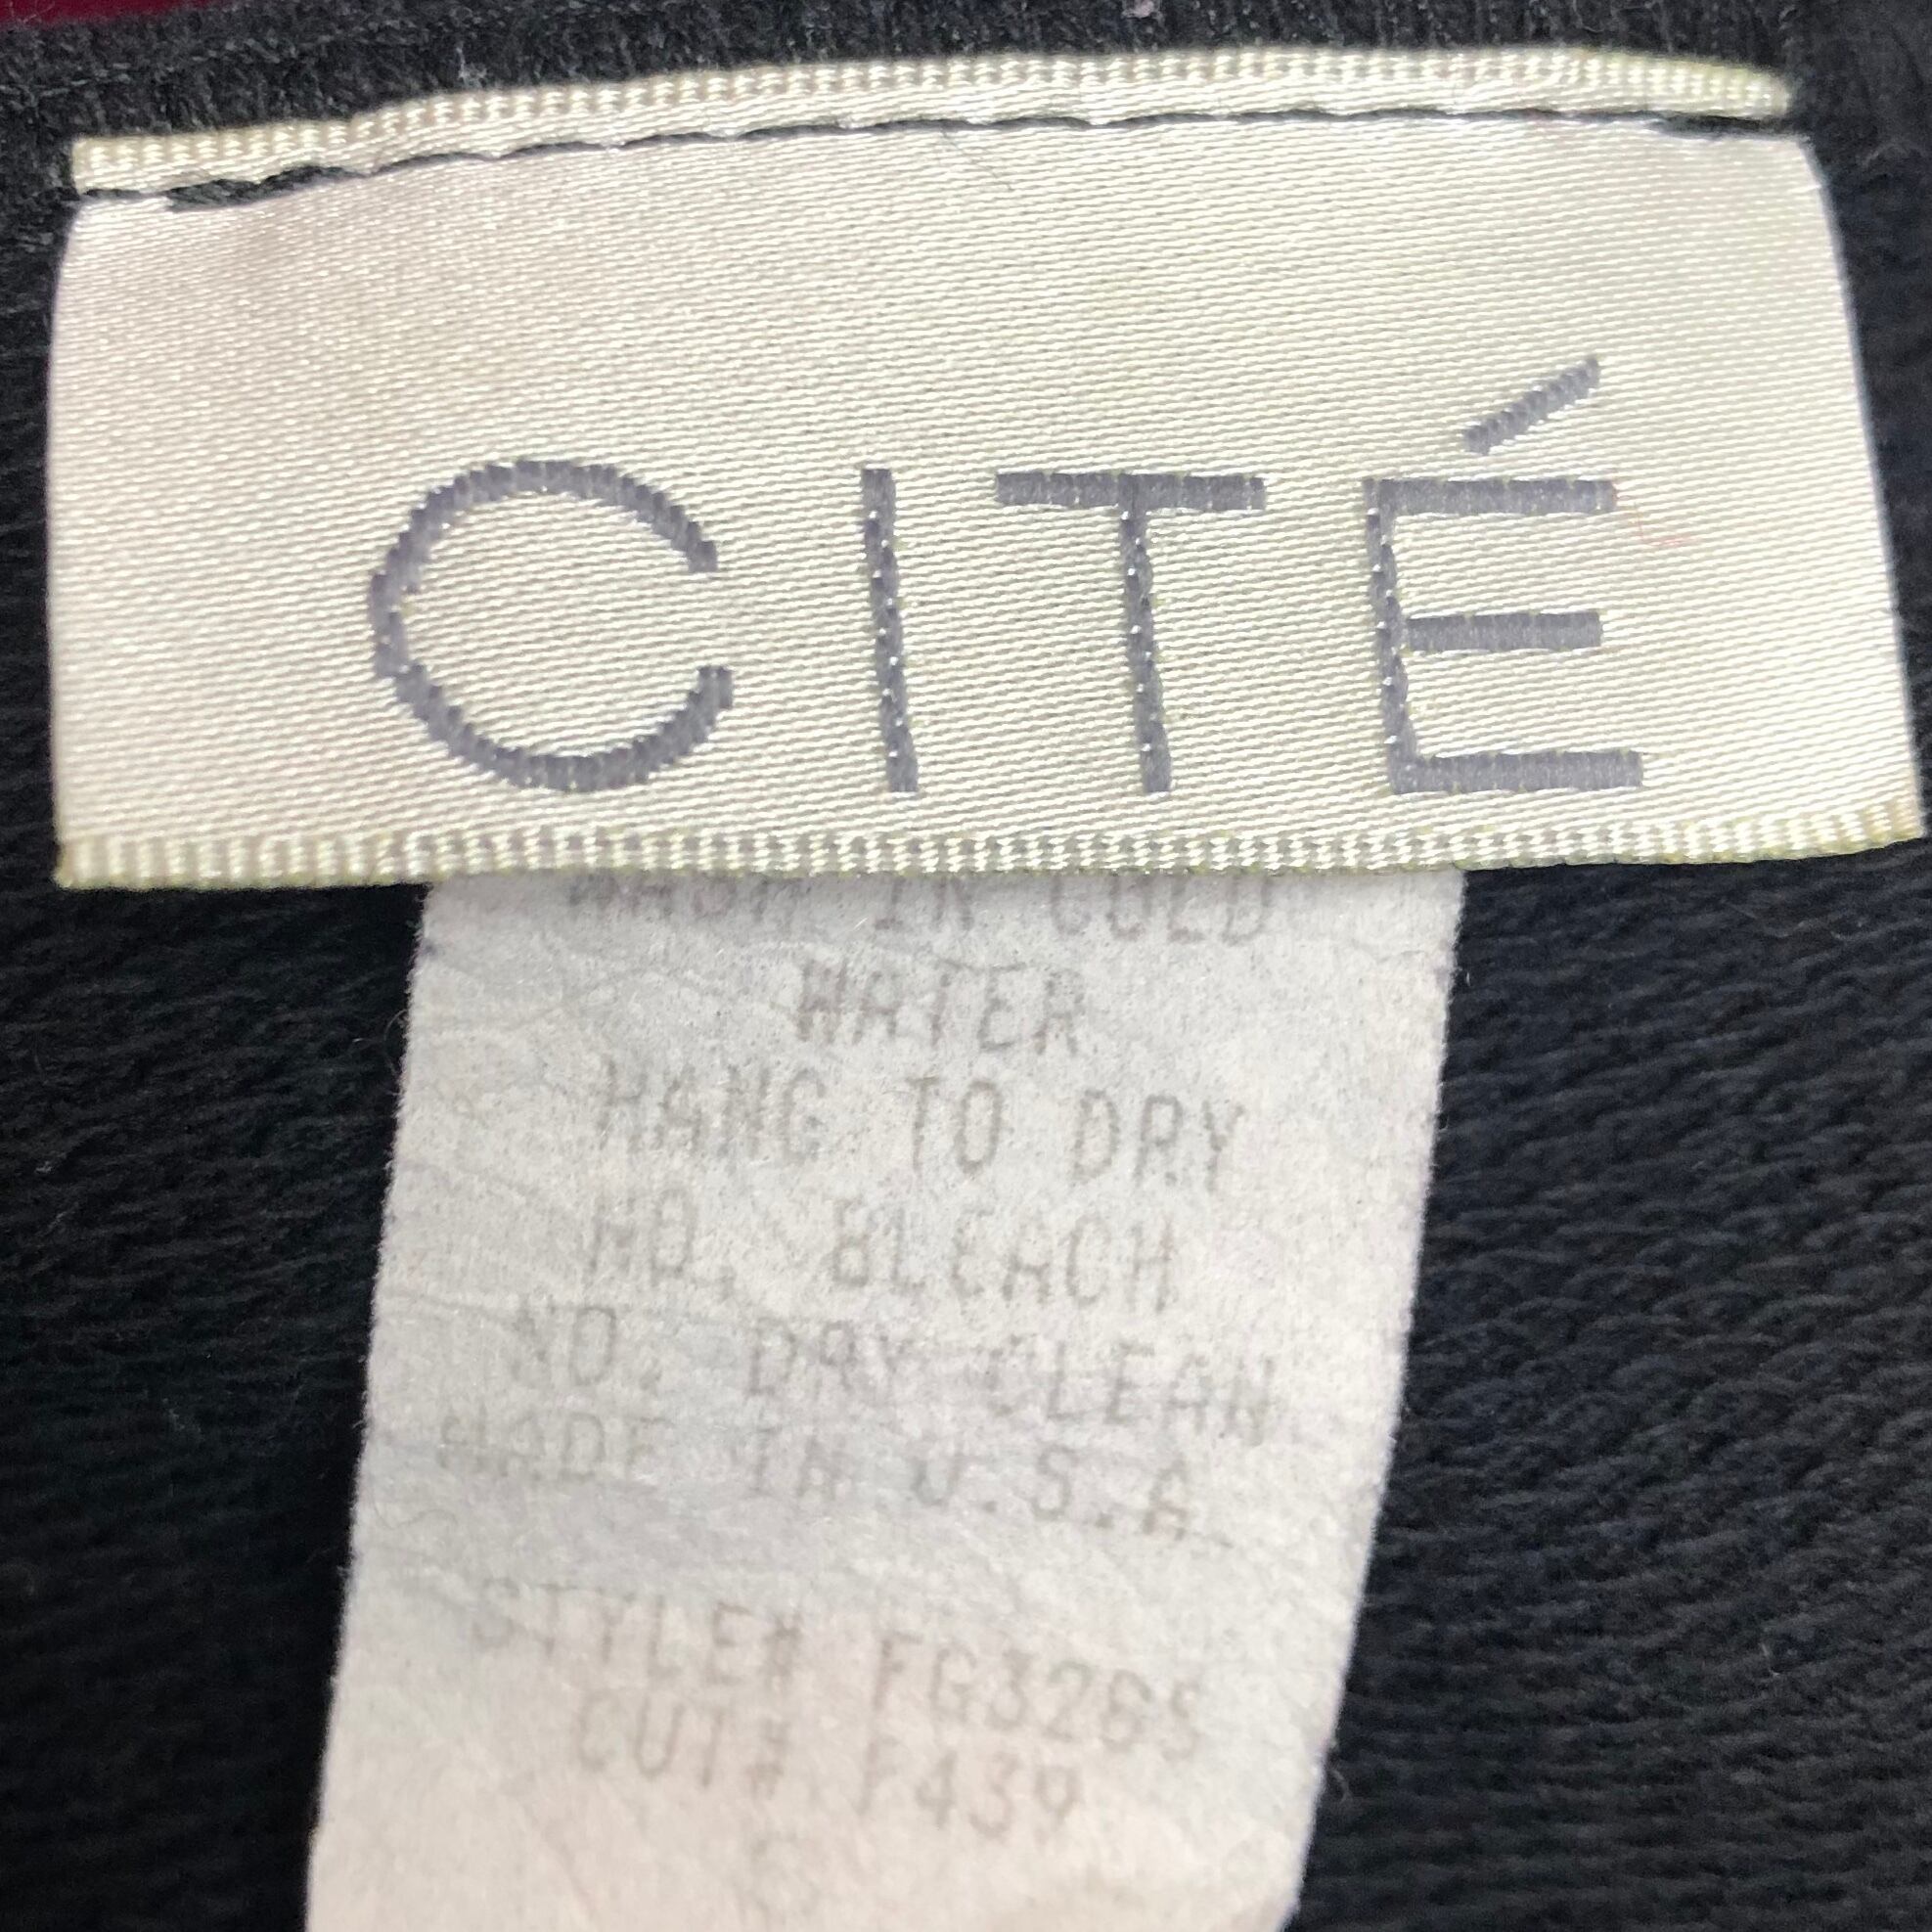 CITÉ
WASH IN COLD
WATER
HANG TO DRY
NO. BLEACH
NO. DRY CLEAN
MADE IN U.S.A.
STYLE# FG3265
CUT# F439